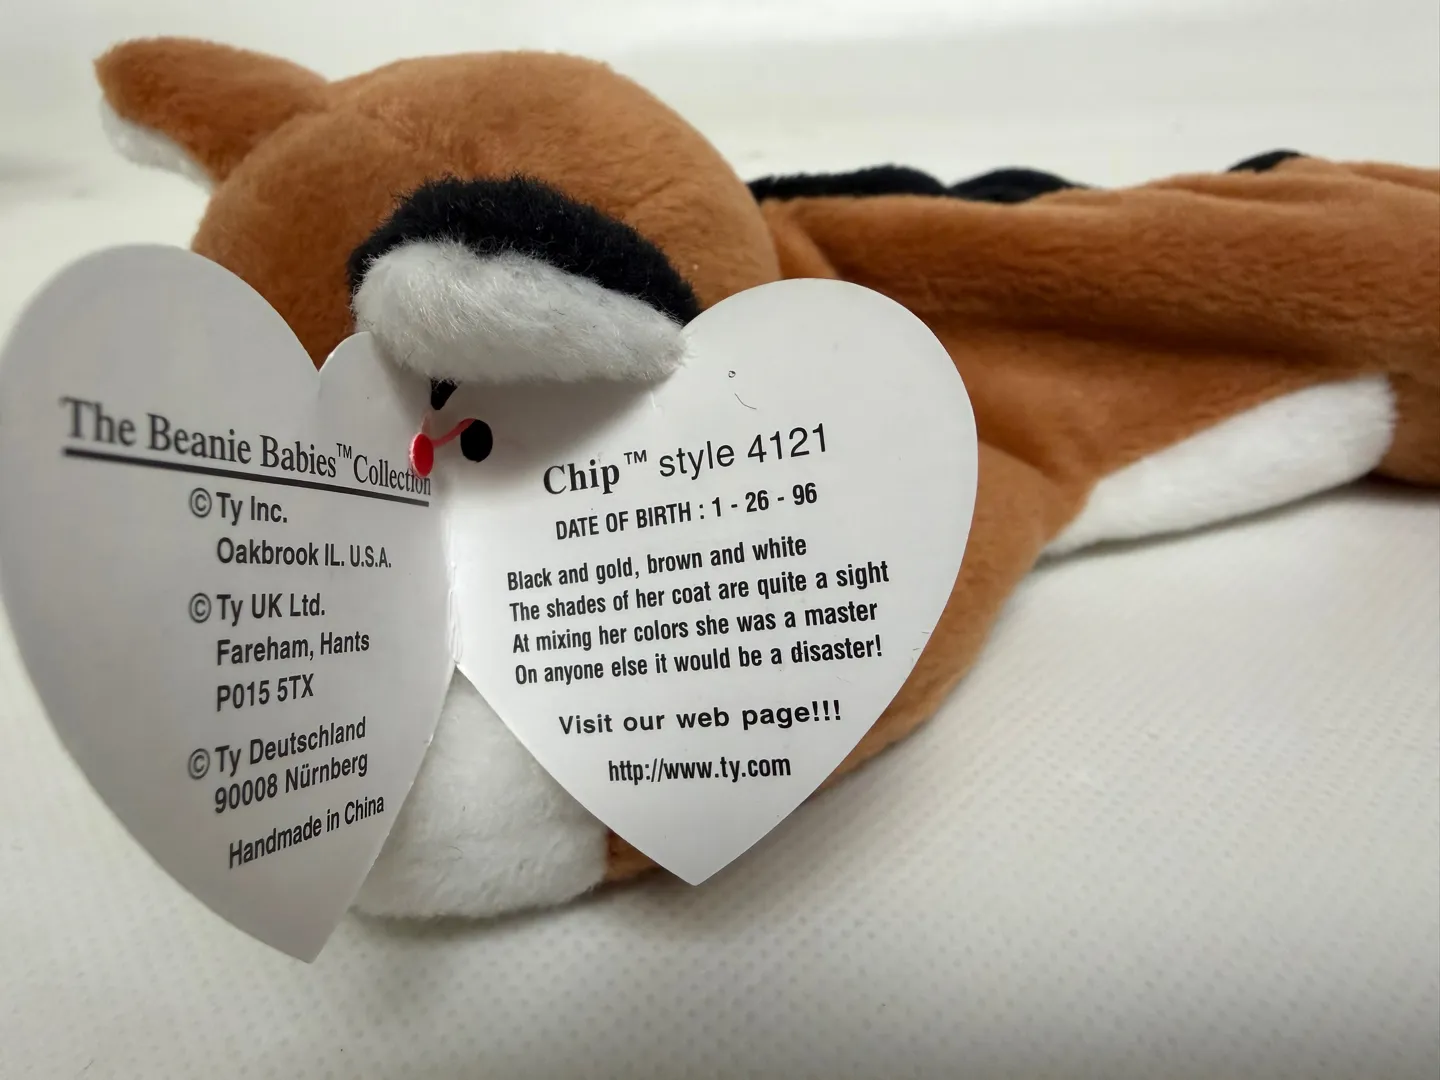 The Beanie Babies™Collection
©Ty Inc.
Oakbrook IL. U.S.A.
©Ty UK Ltd.
Fareham, Hants
P015 5TX
©Ty Deutschland
90008 Nürnberg
Handmade in China
Chip™ style 4121
DATE OF BIRTH : 1 - 26 - 96
Black and gold, brown and white
The shades of her coat are quite a sight
At mixing her colors she was a master
On anyone else it would be a disaster!
Visit our web page!!!
http://www.ty.com